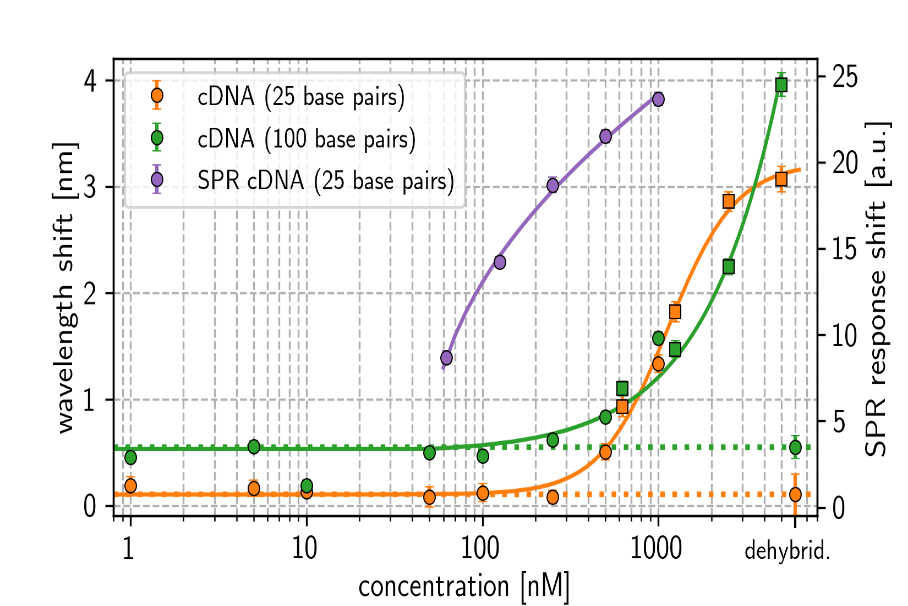 cDNA (25 base pairs)
cDNA (100 base pairs)
SPR cDNA (25 base pairs)
wavelength shift [nm]
4
3
2
1
0
SPR response shift [a.u.]
25
20
15
10
5
0
1
10
100
1000
dehybrid.
concentration [nM]